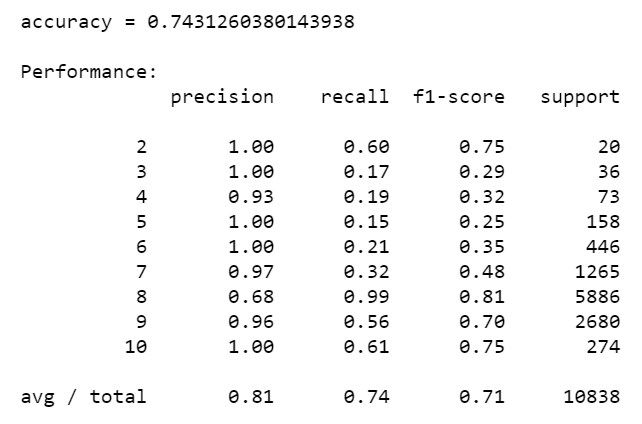 accuracy = 0.7431260380143938
Performance:
precision recall f1-score support
2 1.00 0.60 0.75 20
3 1.00 0.17 0.29 36
4 0.93 0.19 0.32 73
5 1.00 0.15 0.25 158
6 1.00 0.21 0.35 446
7 0.97 0.32 0.48 1265
8 0.68 0.99 0.81 5886
9 0.96 0.56 0.70 2680
10 1.00 0.61 0.75 274
avg / total 0.81 0.74 0.71 10838